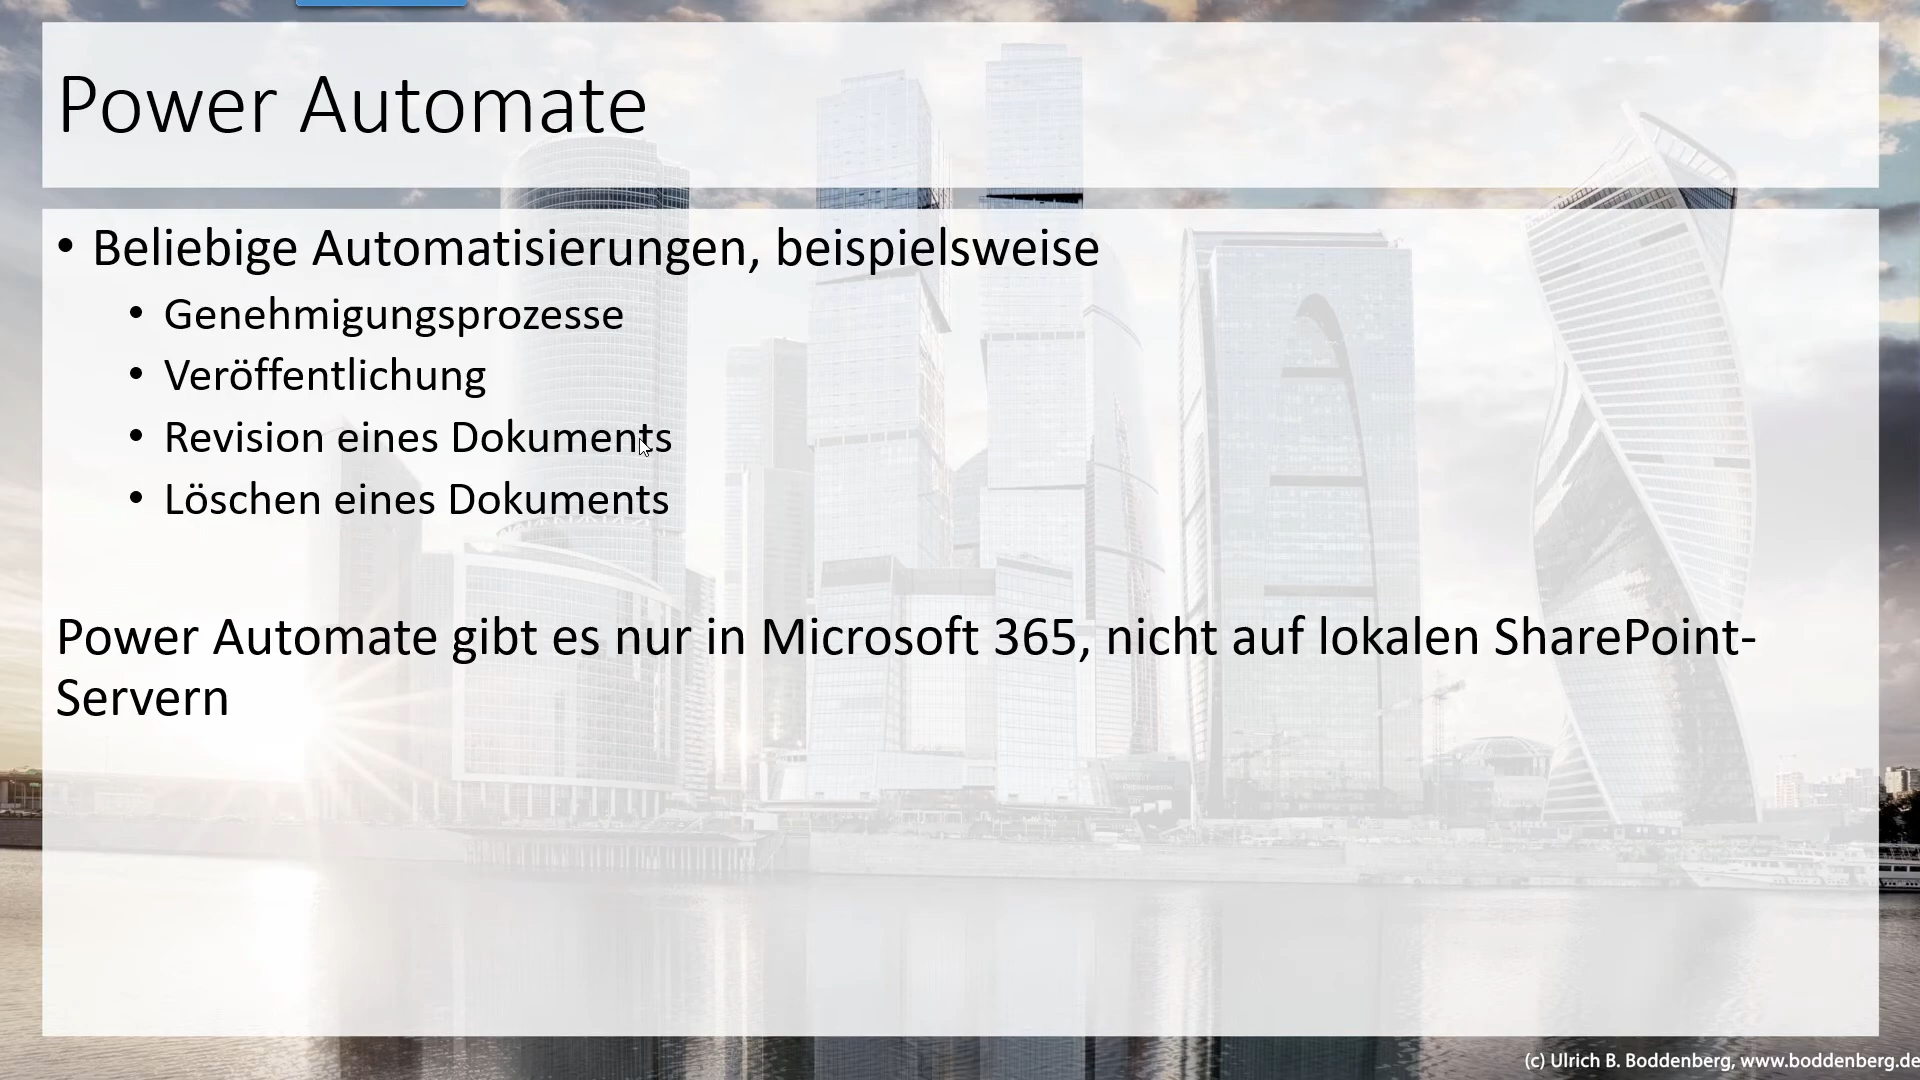 Power Automate
• Beliebige Automatisierungen, beispielsweise
• Genehmigungsprozesse
• Veröffentlichung
• Revision eines Dokuments
• Löschen eines Dokuments
Power Automate gibt es nur in Microsoft 365, nicht auf lokalen SharePoint-
Servern
(c) Ulrich B. Boddenberg, www.boddenberg.de